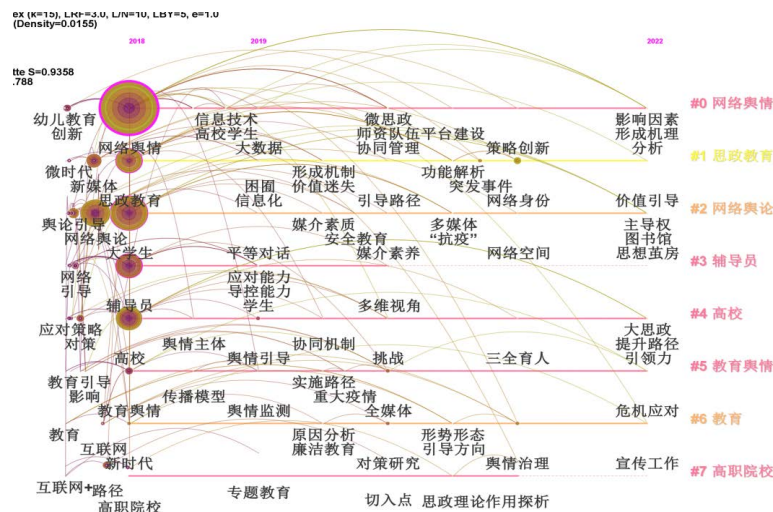 ex (k=15), LRF=3.0, L/N=10, LBY=5, e=1.0
(Density=0.0155)
2018 2019 2022
tte S=0.9358
.788
#0 网络舆情
幼儿教育 信息技术 微思政 影响因素
创新 高校学生 师资队伍 平台建设 形成机理
网络舆情 大数据 协同管理 策略创新 分析
#1 思政教育
微时代 形成机制 功能解析
新媒体 困囿 价值迷失 突发事件
思政教育 信息化 引导路径 网络身份 价值引导
#2 网络舆论
舆论引导 媒介素质 多媒体 主导权
网络舆论 安全教育 “抗疫” 图书馆
大学生 平等对话 媒介素养 网络空间 思想茧房
#3 辅导员
网络 应对能力
引导 导控能力
辅导员 学生 多维视角
#4 高校
应对策略 大思政
对策 舆情主体 协同机制 提升路径
高校 舆情引导 挑战 三全育人 引领力
#5 教育舆情
教育引导 实施路径
影响 传播模型 重大疫情
教育舆情 舆情监测 全媒体 危机应对
#6 教育
教育 原因分析 形势形态
互联网 廉洁教育 引导方向
新时代 对策研究 舆情治理 宣传工作
#7 高职院校
互联网+ 路径 专题教育
高职院校 切入点 思政理论作用探析